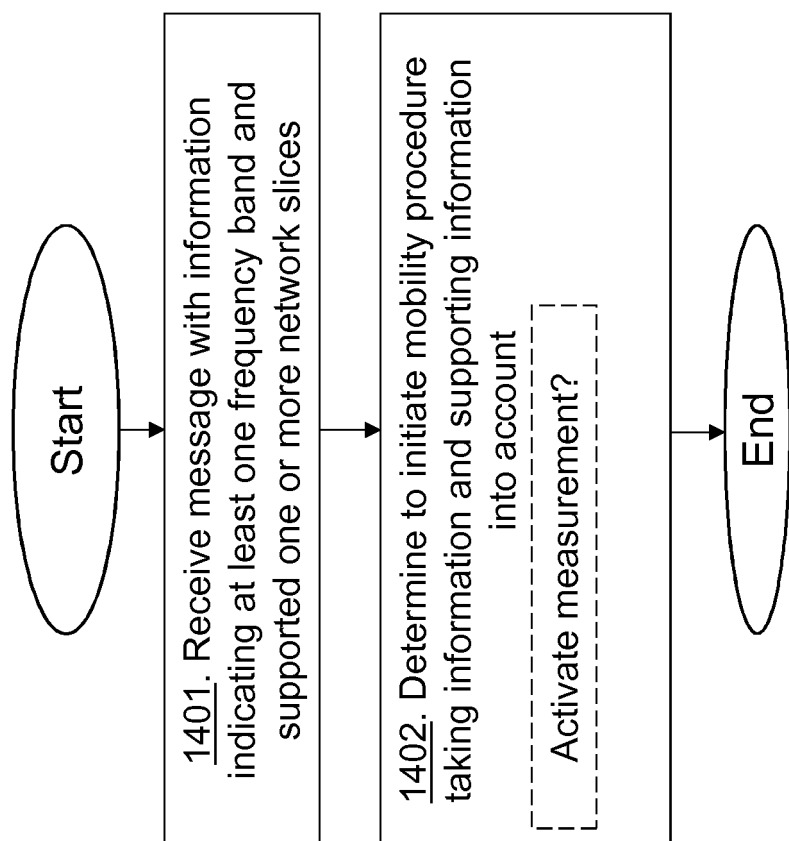 Start
1401. Receive message with information
indicating at least one frequency band and
supported one or more network slices
1402. Determine to initiate mobility procedure
taking information and supporting information
into account
Activate measurement?
End